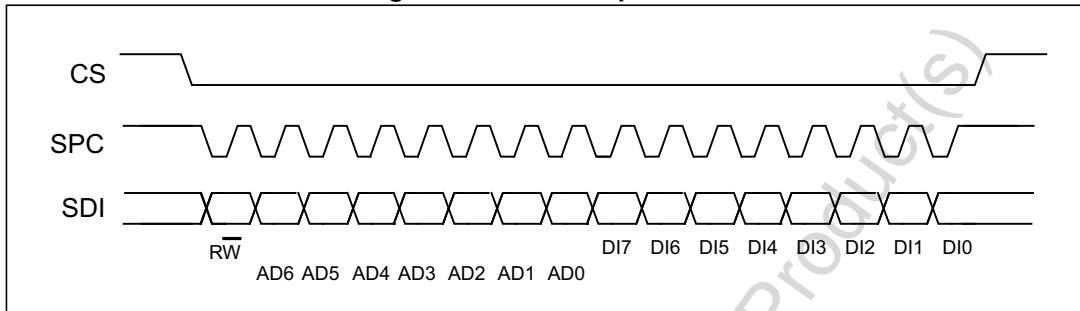 CS
SPC
SDI
RW̅ DI7 DI6 DI5 DI4 DI3 DI2 DI1 DI0
AD6 AD5 AD4 AD3 AD2 AD1 AD0
Product(s)